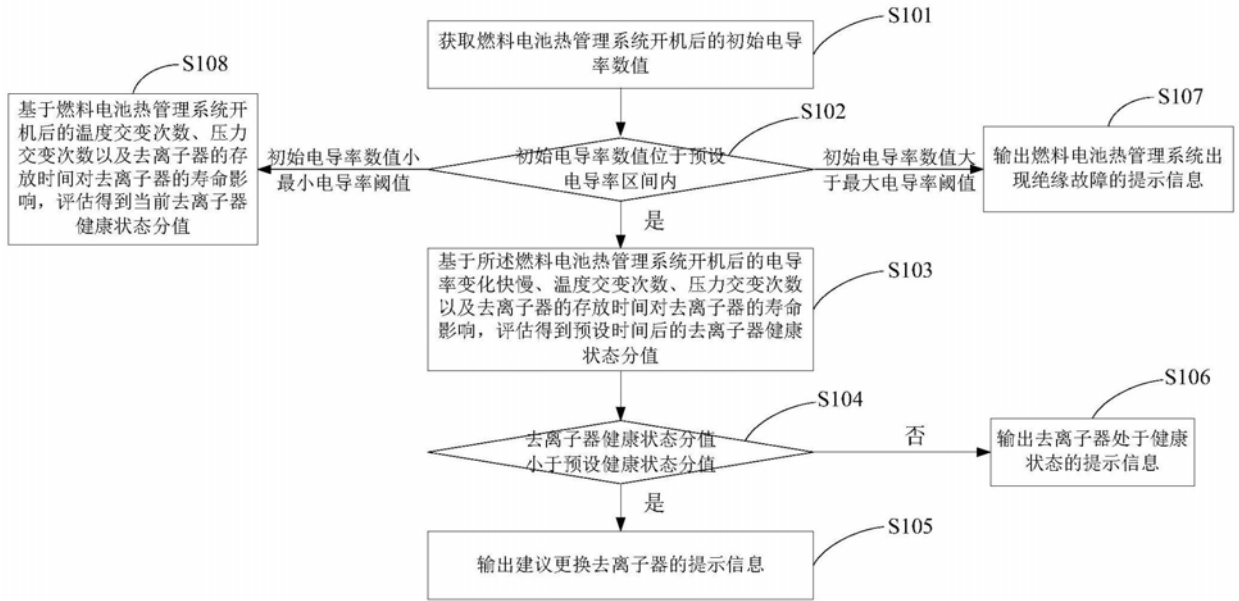 S101
获取燃料电池热管理系统开机后的初始电导
率数值
S108
基于燃料电池热管理系统开
机后的温度交变次数、压力
交变次数以及去离子器的存
放时间对去离子器的寿命影
响，评估得到当前去离子器
健康状态分值
初始电导率数值小
最小电导率阈值
S102
初始电导率数值位于预设
电导率区间内
初始电导率数值大
于最大电导率阈值
S107
输出燃料电池热管理系统出
现绝缘故障的提示信息
是
S103
基于所述燃料电池热管理系统开机后的电导
率变化快慢、温度交变次数、压力交变次数
以及去离子器的存放时间对去离子器的寿命
影响，评估得到预设时间后的去离子器健康
状态分值
S104
去离子器健康状态分值
小于预设健康状态分值
否
S106
输出去离子器处于健康
状态的提示信息
是
S105
输出建议更换去离子器的提示信息